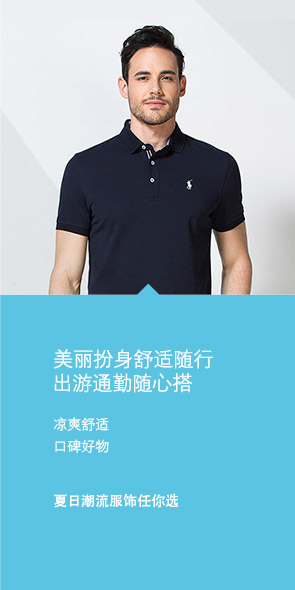 美丽扮身舒适随行
出游通勤随心搭
凉爽舒适
口碑好物
夏日潮流服饰任你选